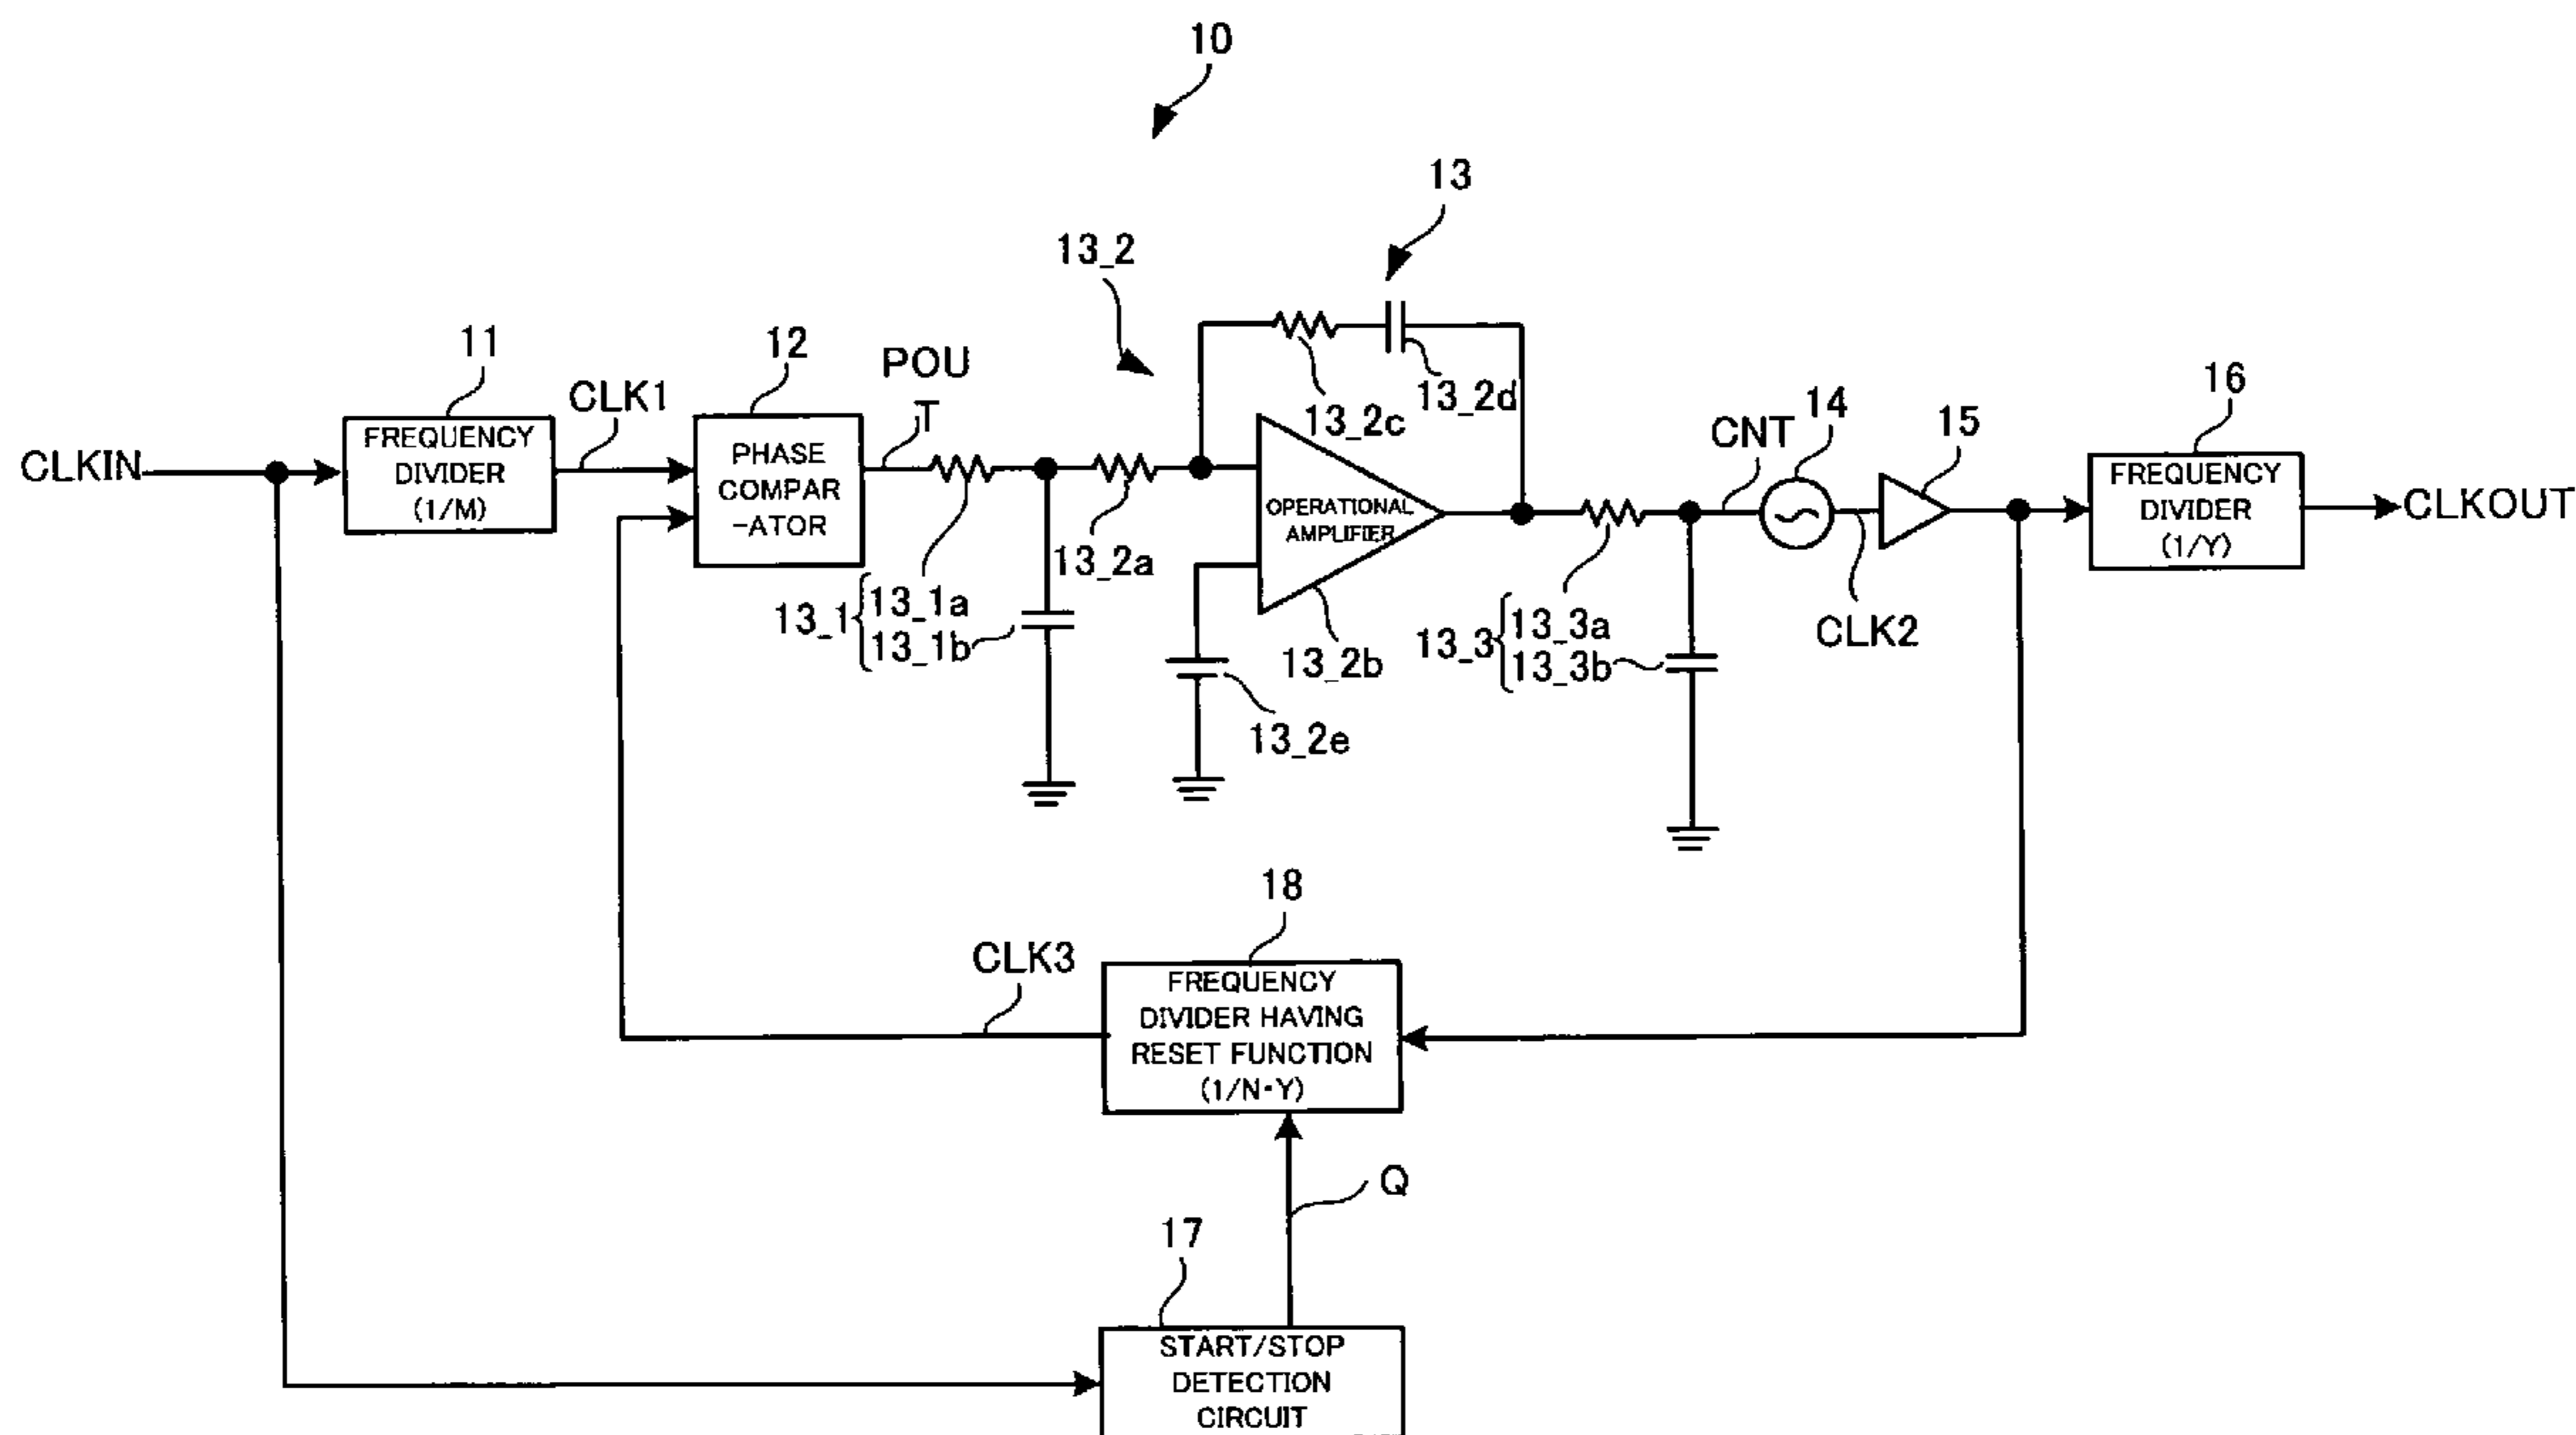 10
13
13_2
11
12
POU
T
CLK1
13_2c
13_2d
14
15
16
CNT
CLKIN
FREQUENCY
DIVIDER
(1/M)
PHASE
COMPAR
-ATOR
OPERATIONAL
AMPLIFIER
FREQUENCY
DIVIDER
(1/Y)
CLKOUT
13_2a
13_1
13_1a
13_1b
13_2b
13_2e
13_3
13_3a
13_3b
CLK2
18
CLK3
FREQUENCY
DIVIDER HAVING
RESET FUNCTION
(1/N・Y)
Q
17
START/STOP
DETECTION
CIRCUIT